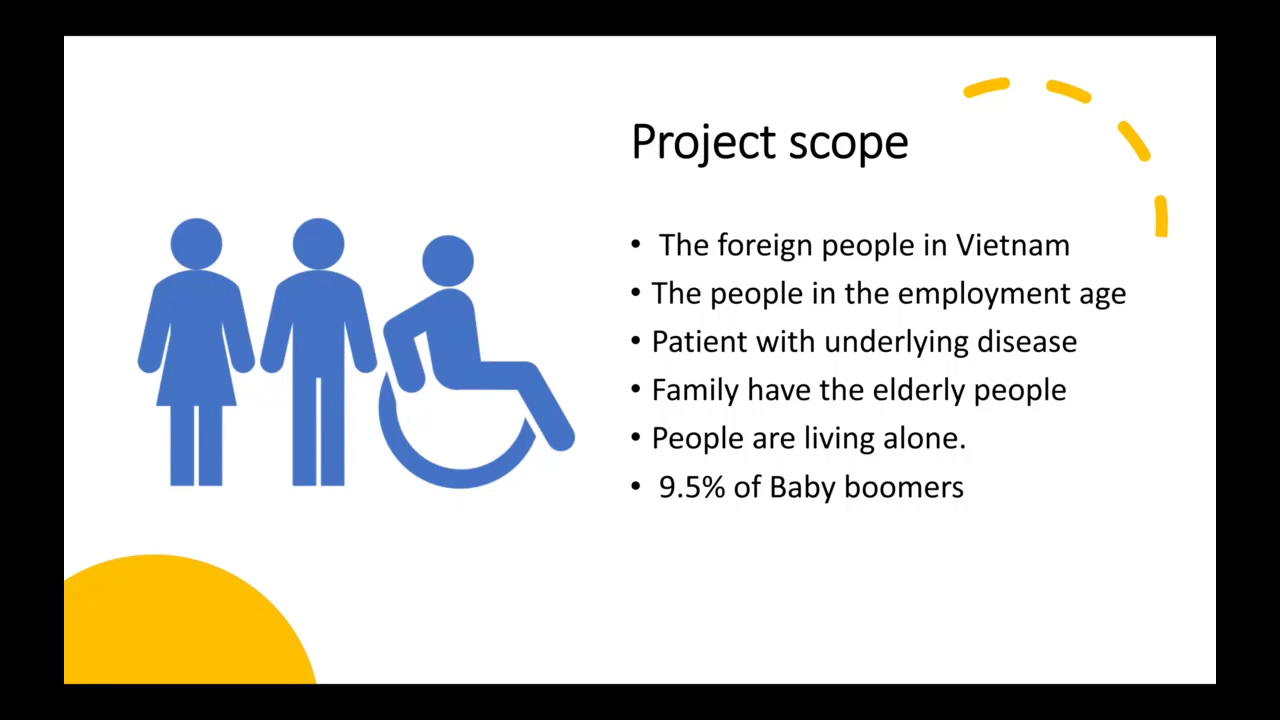 Project scope
• The foreign people in Vietnam
• The people in the employment age
• Patient with underlying disease
• Family have the elderly people
• People are living alone.
• 9.5% of Baby boomers